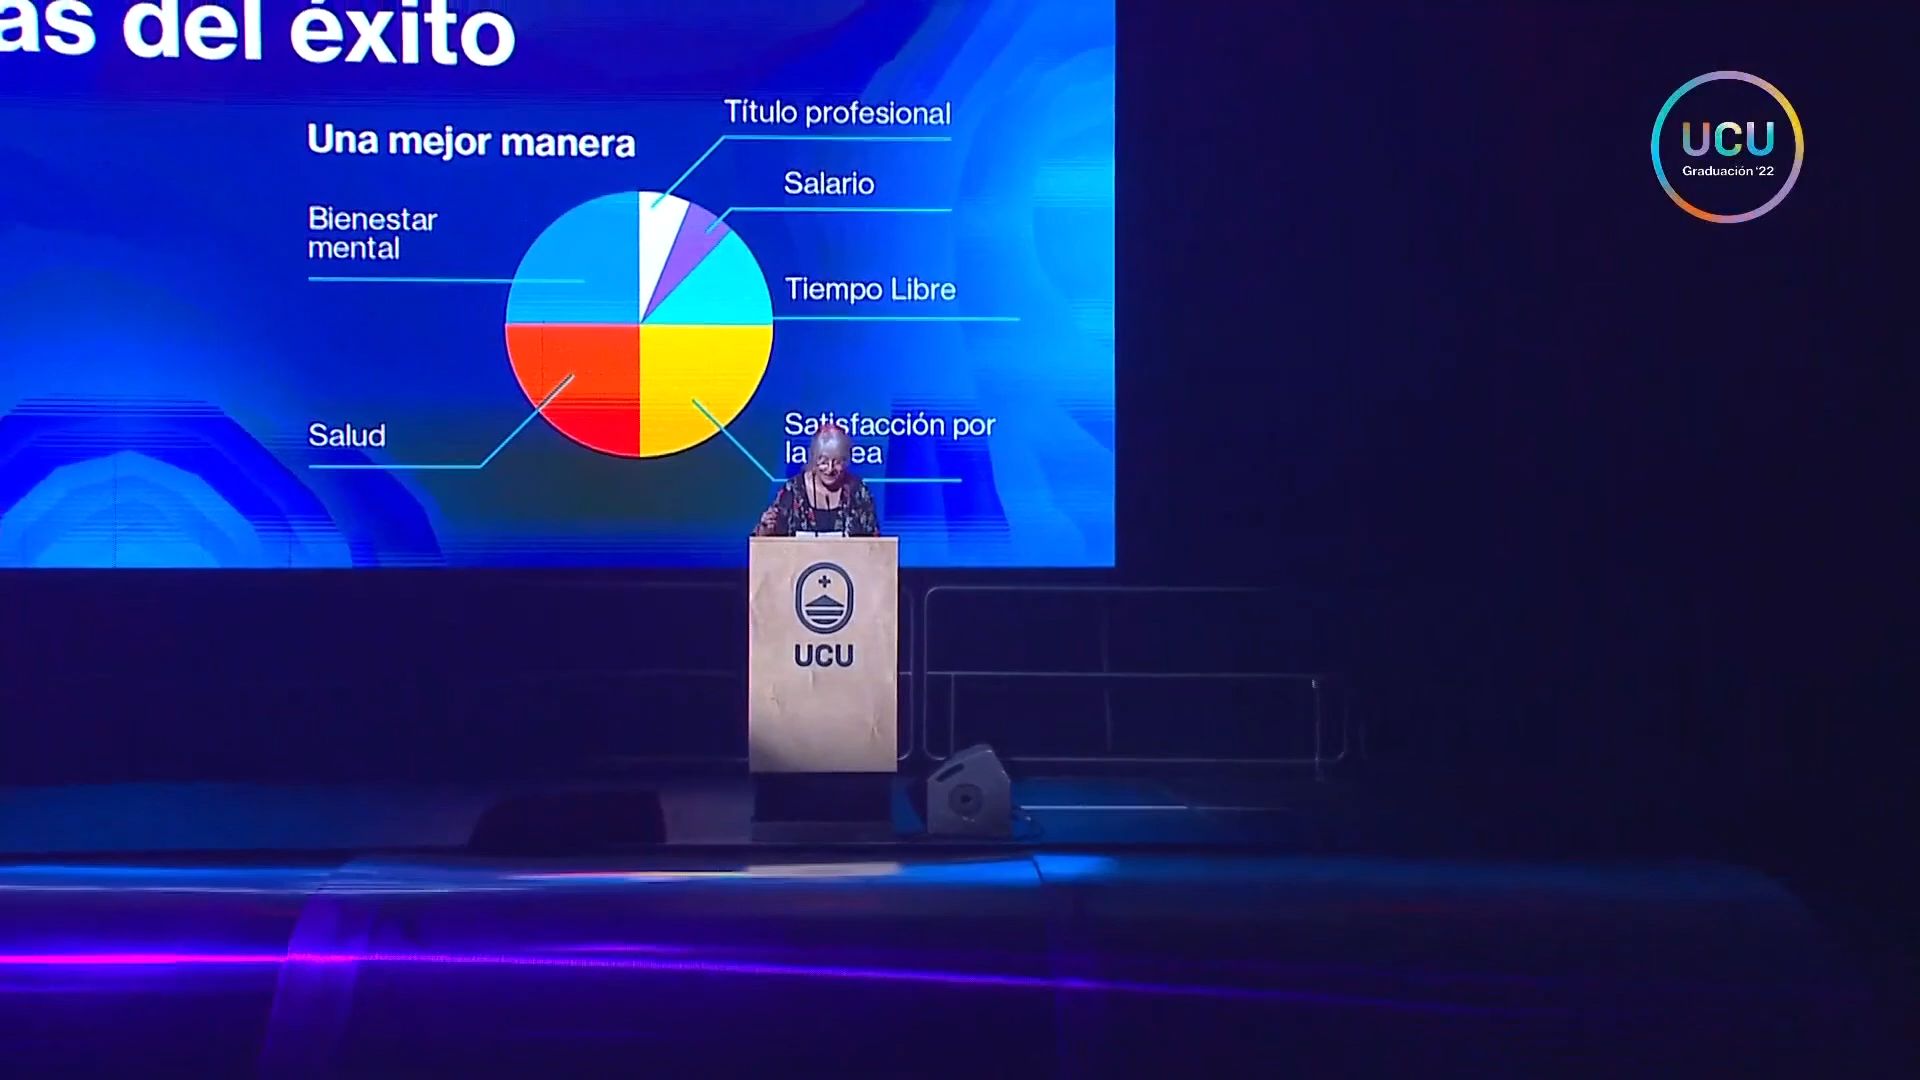 as del éxito
Una mejor manera
Título profesional
Salario
Bienestar
mental
Tiempo Libre
Salud
Satisfacción por
UCU
UCU
Graduación '22